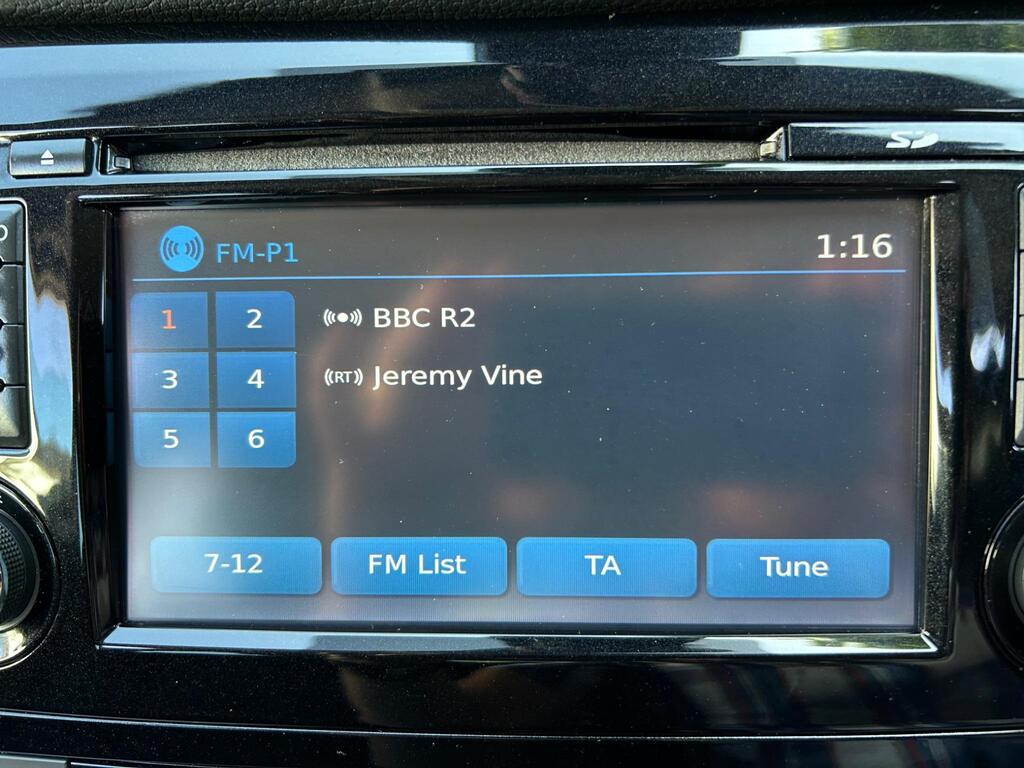 SD
FM-P1
1:16
1 2
BBC R2
3 4
RT Jeremy Vine
5 6
7-12
FM List
TA
Tune